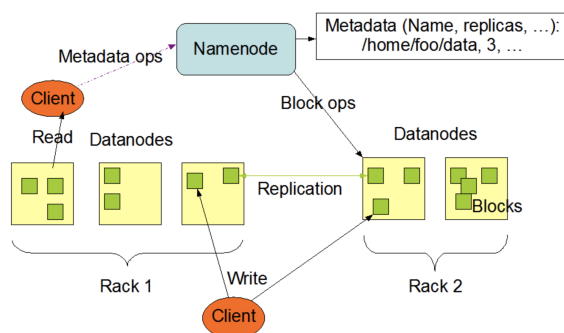 Metadata (Name, replicas, …):
/home/foo/data, 3, …
Namenode
Metadata ops
Client
Block ops
Read
Datanodes
Datanodes
Replication
Blocks
Rack 1
Write
Rack 2
Client